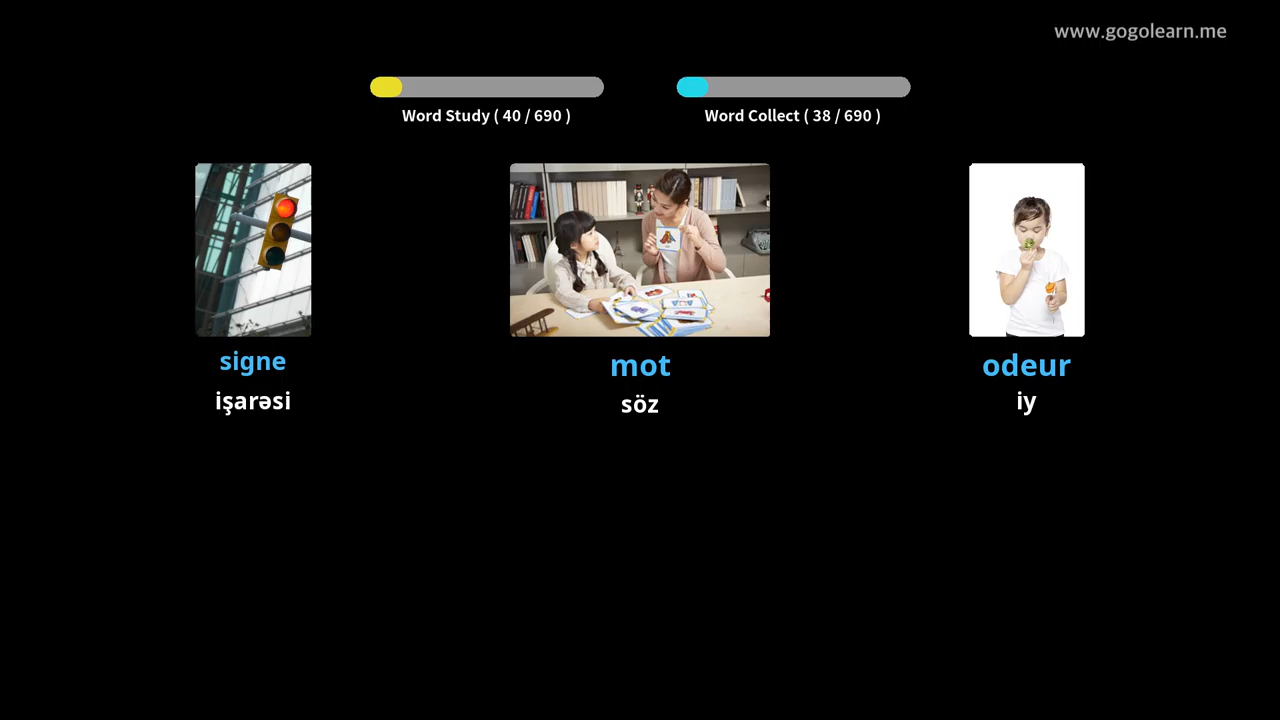 www.gogolearn.me
Word Study ( 40 / 690 )
Word Collect ( 38 / 690 )
signe
işarəsi
mot
söz
odeur
iy